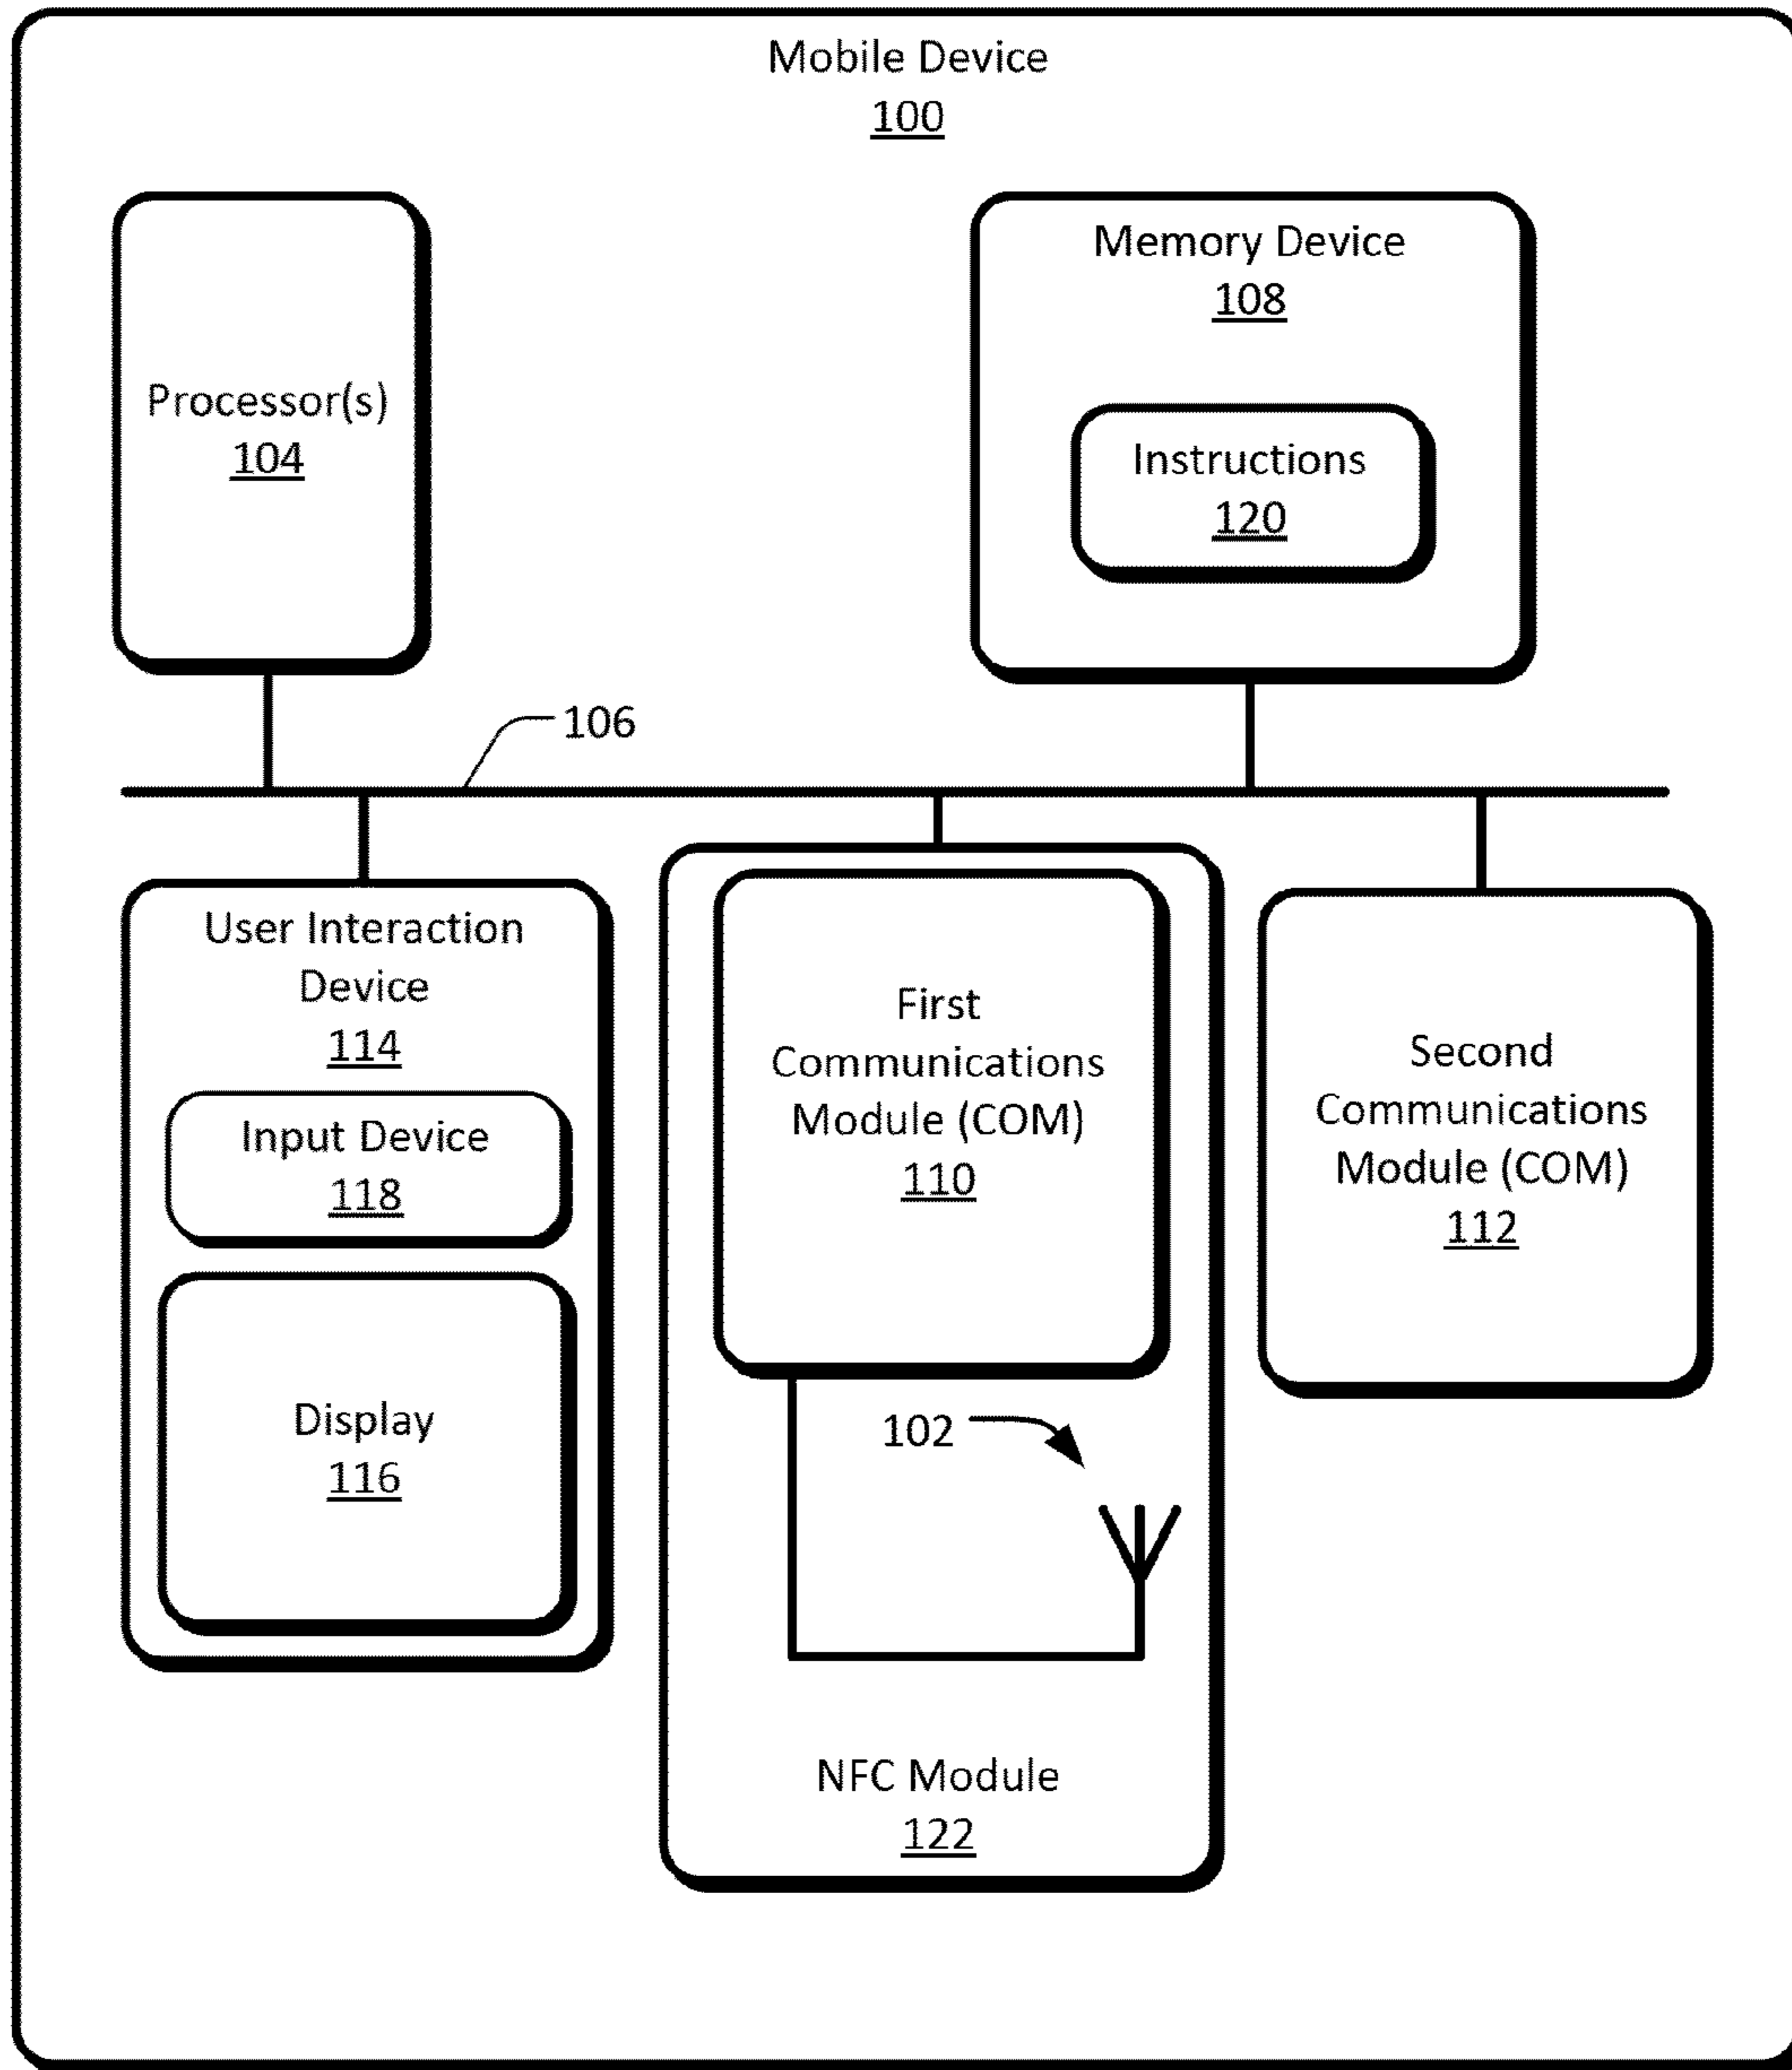 Mobile Device
100
Processor(s)
104
Memory Device
108
Instructions
120
106
User Interaction
Device
114
Input Device
118
Display
116
First
Communications
Module (COM)
110
102
NFC Module
122
Second
Communications
Module (COM)
112